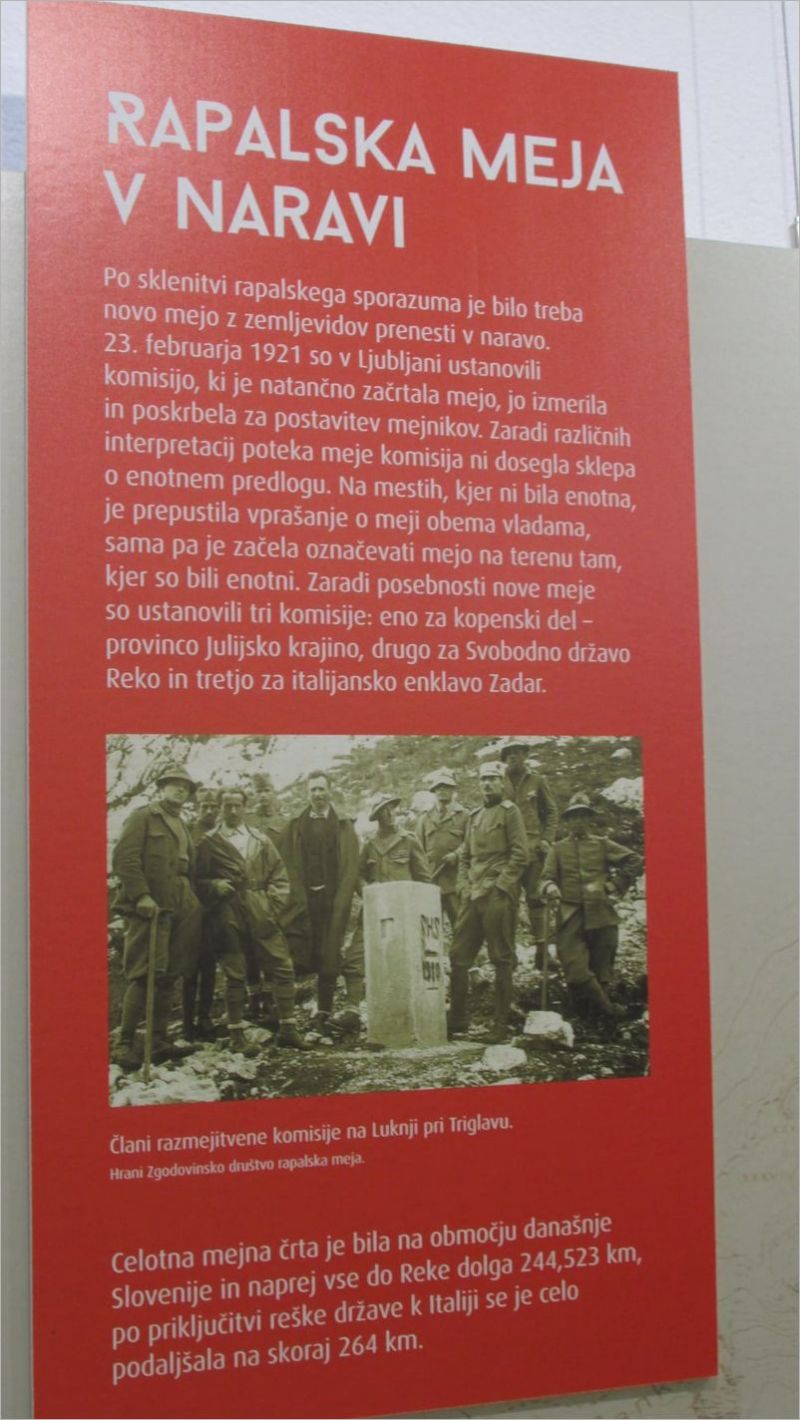 RAPALSKA MEJA
V NARAVI
Po sklenitvi rapalskega sporazuma je bilo treba
novo mejo z zemljevidov prenesti v naravo.
23. februarja 1921 so v Ljubljani ustanovili
komisijo, ki je natančno začrtala mejo, jo izmerila
in poskrbela za postavitev mejnikov. Zaradi različnih
interpretacij poteka meje komisija ni dosegla sklepa
o enotnem predlogu. Na mestih, kjer ni bila enotna,
je prepustila vprašanje o meji obema vladama,
sama pa je začela označevati mejo na terenu tam,
kjer so bili enotni. Zaradi posebnosti nove meje
so ustanovili tri komisije: eno za kopenski del –
provinco Julijsko krajino, drugo za Svobodno državo
Reko in tretjo za italijansko enklavo Zadar.
SHS
Člani razmejitvene komisije na Luknji pri Triglavu.
Hrani Zgodovinsko društvo rapalska meja.
Celotna mejna črta je bila na območju današnje
Slovenije in naprej vse do Reke dolga 244,523 km,
po priključitvi reške države k Italiji se je celo
podaljšala na skoraj 264 km.